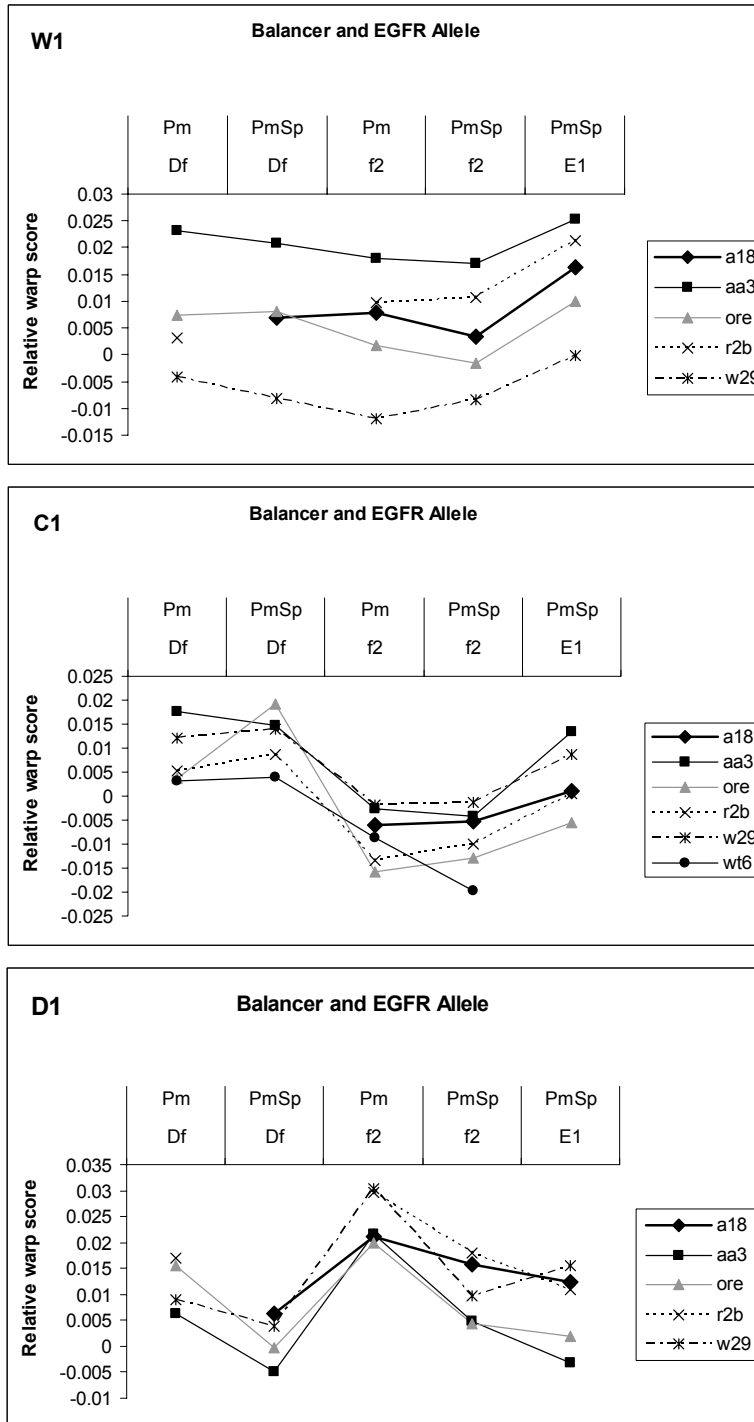 W1
Balancer and EGFR Allele
Pm PmSp Pm PmSp PmSp
Df Df f2 f2 E1
Relative warp score
0.03
0.025
0.02
0.015
0.01
0.005
0
-0.005
-0.01
-0.015
a18
aa3
ore
r2b
w29
C1
Balancer and EGFR Allele
Pm PmSp Pm PmSp PmSp
Df Df f2 f2 E1
Relative warp score
0.025
0.02
0.015
0.01
0.005
0
-0.005
-0.01
-0.015
-0.02
-0.025
a18
aa3
ore
r2b
w29
wt6
D1
Balancer and EGFR Allele
Pm PmSp Pm PmSp PmSp
Df Df f2 f2 E1
Relative warp score
0.035
0.03
0.025
0.02
0.015
0.01
0.005
0
-0.005
-0.01
a18
aa3
ore
r2b
w29